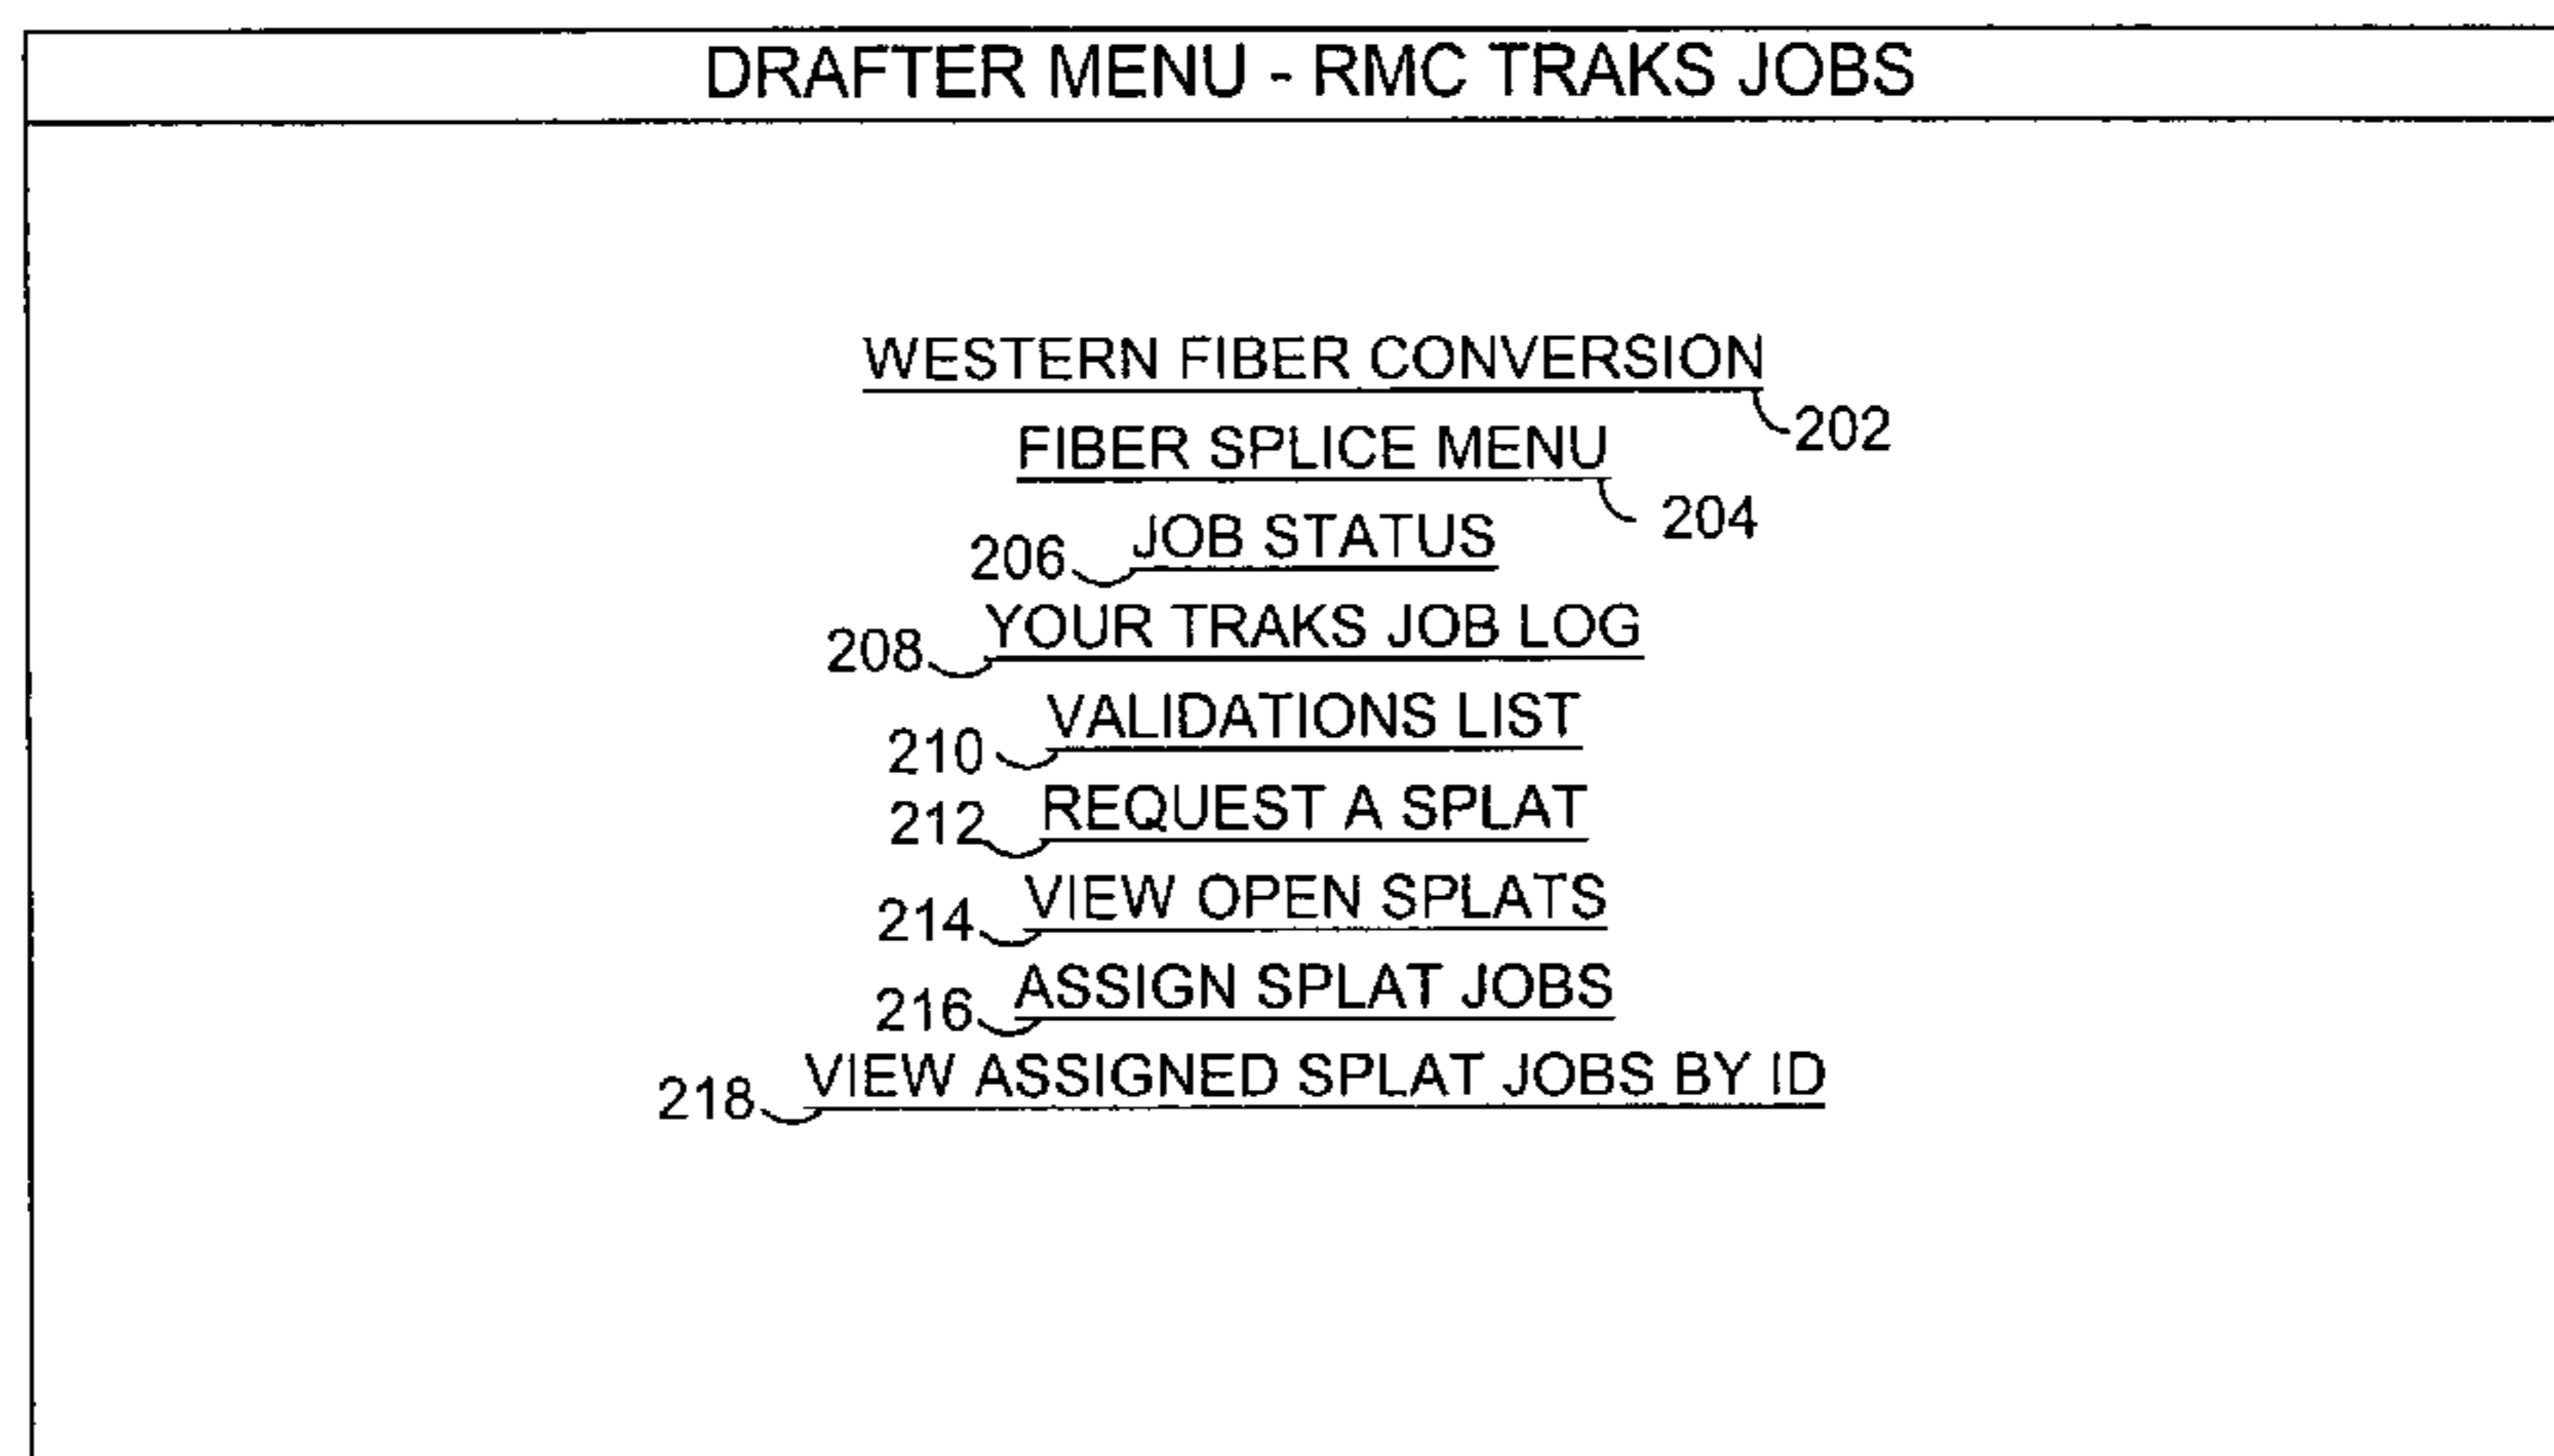 DRAFTER MENU - RMC TRAKS JOBS
WESTERN FIBER CONVERSION
202
FIBER SPLICE MENU
204
206 JOB STATUS
208 YOUR TRAKS JOB LOG
210 VALIDATIONS LIST
212 REQUEST A SPLAT
214 VIEW OPEN SPLATS
216 ASSIGN SPLAT JOBS
218 VIEW ASSIGNED SPLAT JOBS BY ID